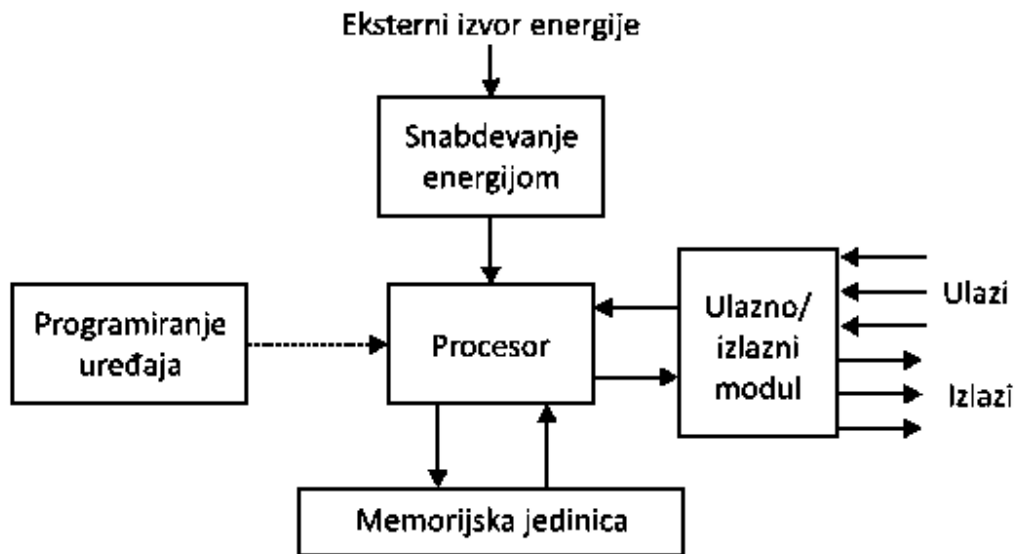 Eksterni izvor energije
Snabdevanje
energijom
Programiranje
uređaja
Procesor
Ulazno/
izlazni
modul
Ulazi
Izlazi
Memorijska jedinica